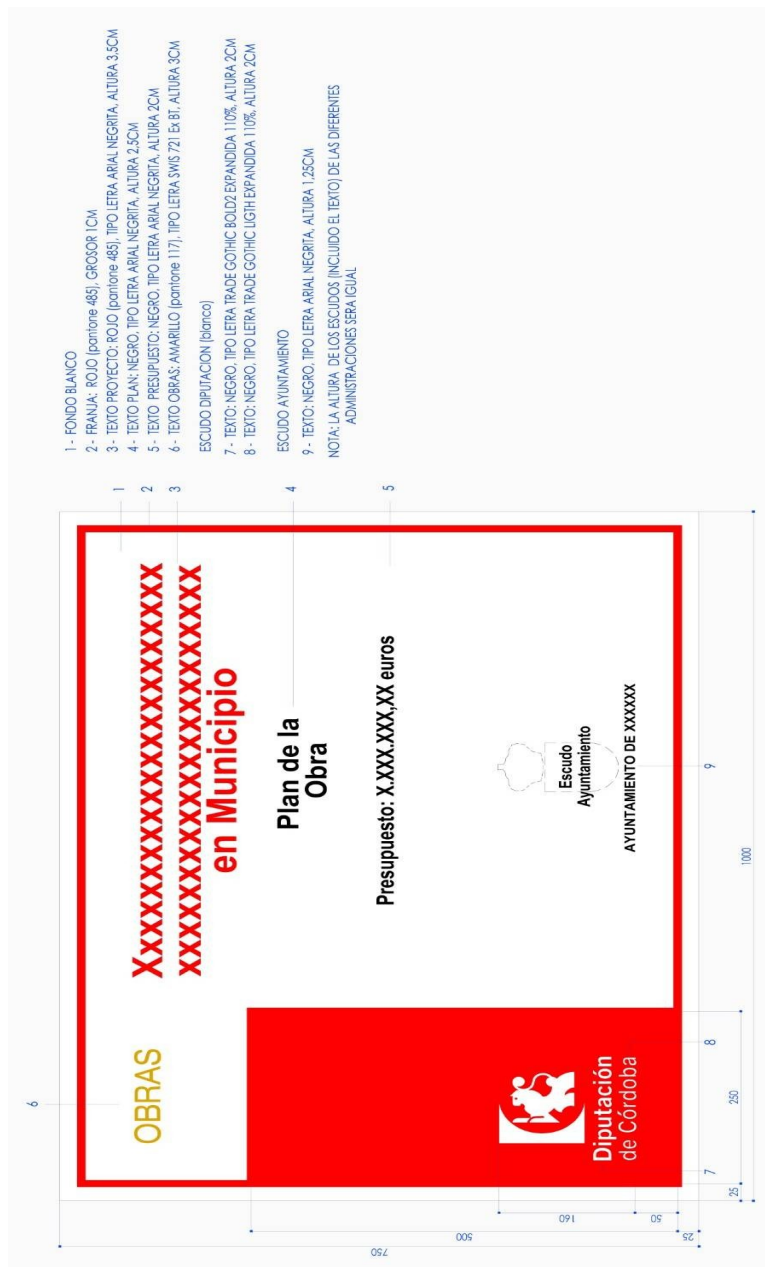 OBRAS
Xxxxxxxxxxxxxxxxxxxxxxxx
xxxxxxxxxxxxxxxxxxxxxxxx
en Municipio
Plan de la
Obra
Presupuesto: X.XXX.XXX,XX euros
Diputación
de Córdoba
Escudo
Ayuntamiento
AYUNTAMIENTO DE XXXXXX
1
2
3
4
5
6
7
8
9
25
250
1000
750
500
160
50
25
1 - FONDO BLANCO
2 - FRANJA: ROJO (pantone 485), GROSOR 1CM
3 - TEXTO PROYECTO: ROJO (pantone 485), TIPO LETRA ARIAL NEGRITA, ALTURA 3,5CM
4 - TEXTO PLAN: NEGRO, TIPO LETRA ARIAL NEGRITA, ALTURA 2,5CM
5 - TEXTO PRESUPUESTO: NEGRO, TIPO LETRA ARIAL NEGRITA, ALTURA 2CM
6 - TEXTO OBRAS: AMARILLO (pantone 117), TIPO LETRA SWIS 721 Ex BT, ALTURA 3CM
ESCUDO DIPUTACION (blanco)
7 - TEXTO: NEGRO, TIPO LETRA TRADE GOTHIC BOLD2 EXPANDIDA 110%, ALTURA 2CM
8 - TEXTO: NEGRO, TIPO LETRA TRADE GOTHIC LIGTH EXPANDIDA 110%, ALTURA 2CM
ESCUDO AYUNTAMIENTO
9 - TEXTO: NEGRO, TIPO LETRA ARIAL NEGRITA, ALTURA 1,25CM
NOTA: LA ALTURA DE LOS ESCUDOS (INCLUIDO EL TEXTO) DE LAS DIFERENTES
ADMINISTRACIONES SERA IGUAL